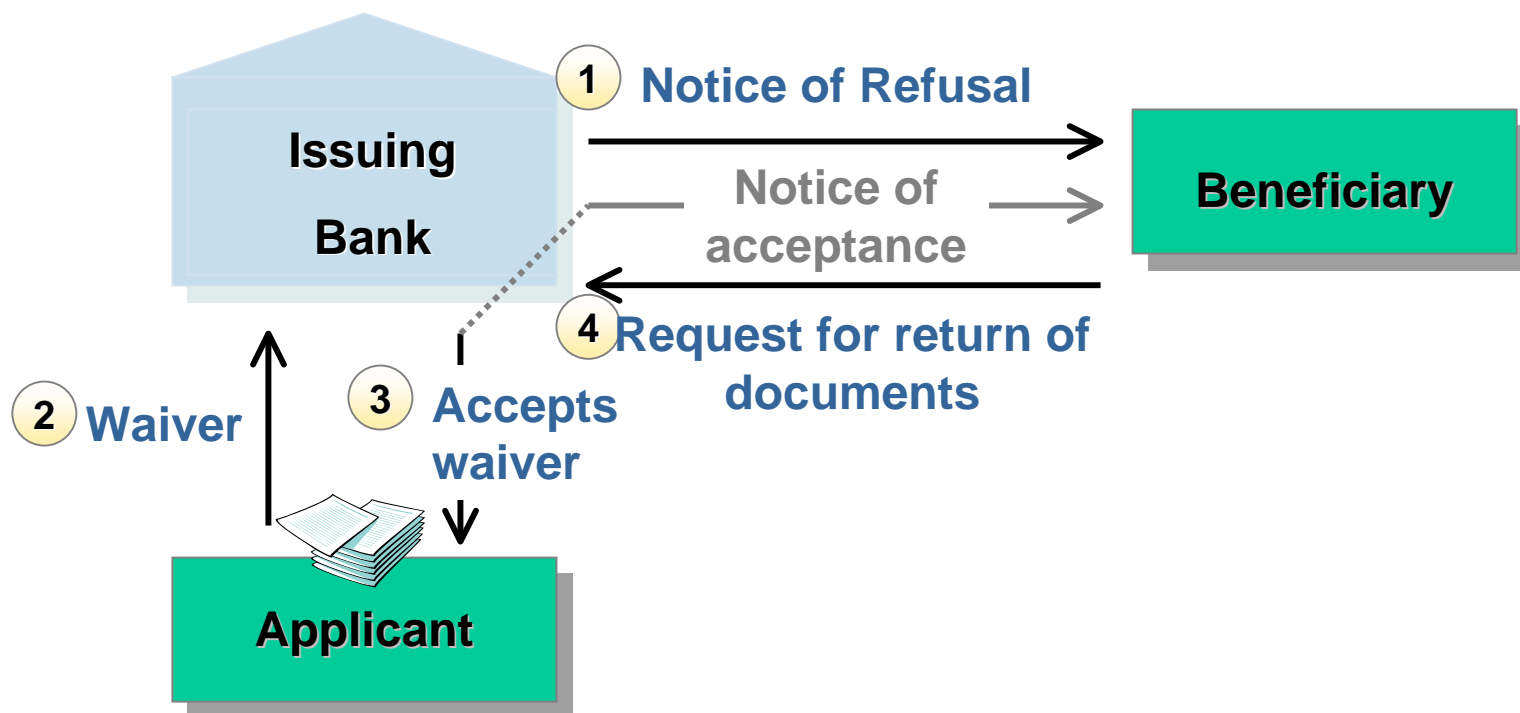 1
Notice of Refusal
Issuing
Bank
Notice of
acceptance
Beneficiary
4
Request for return of
documents
2
Waiver
3
Accepts
waiver
Applicant